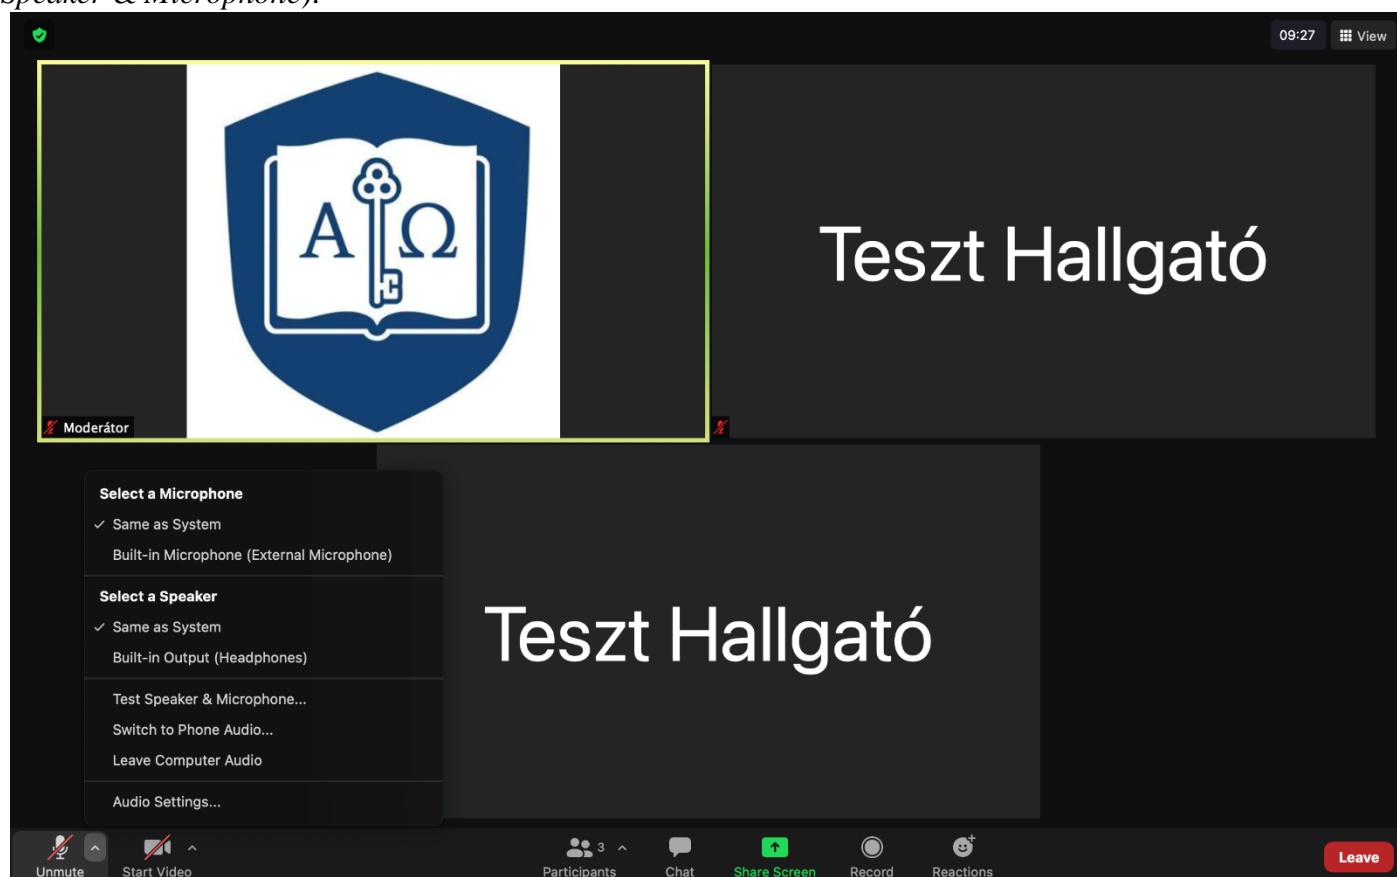 Speaker & Microphone).
09:27 View
Α Ω
Teszt Hallgató
Moderátor
Select a Microphone
Same as System
Built-in Microphone (External Microphone)
Select a Speaker
Same as System
Built-in Output (Headphones)
Test Speaker & Microphone...
Switch to Phone Audio...
Leave Computer Audio
Audio Settings...
Teszt Hallgató
Unmute
Start Video
3
Participants
Chat
Share Screen
Record
Reactions
Leave